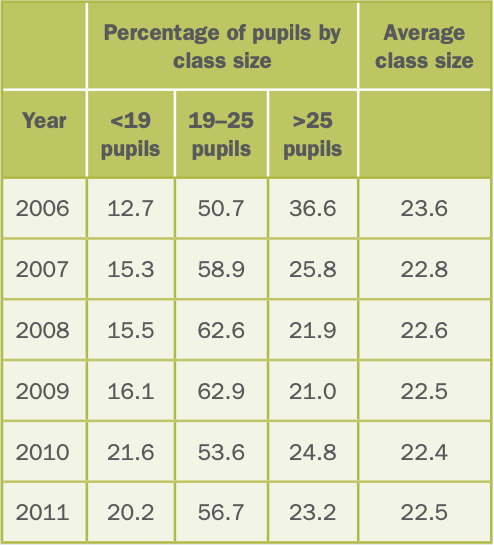 Percentage of pupils by
class size
Average
class size
Year
<19
pupils
19–25
pupils
>25
pupils
2006 12.7 50.7 36.6 23.6
2007 15.3 58.9 25.8 22.8
2008 15.5 62.6 21.9 22.6
2009 16.1 62.9 21.0 22.5
2010 21.6 53.6 24.8 22.4
2011 20.2 56.7 23.2 22.5